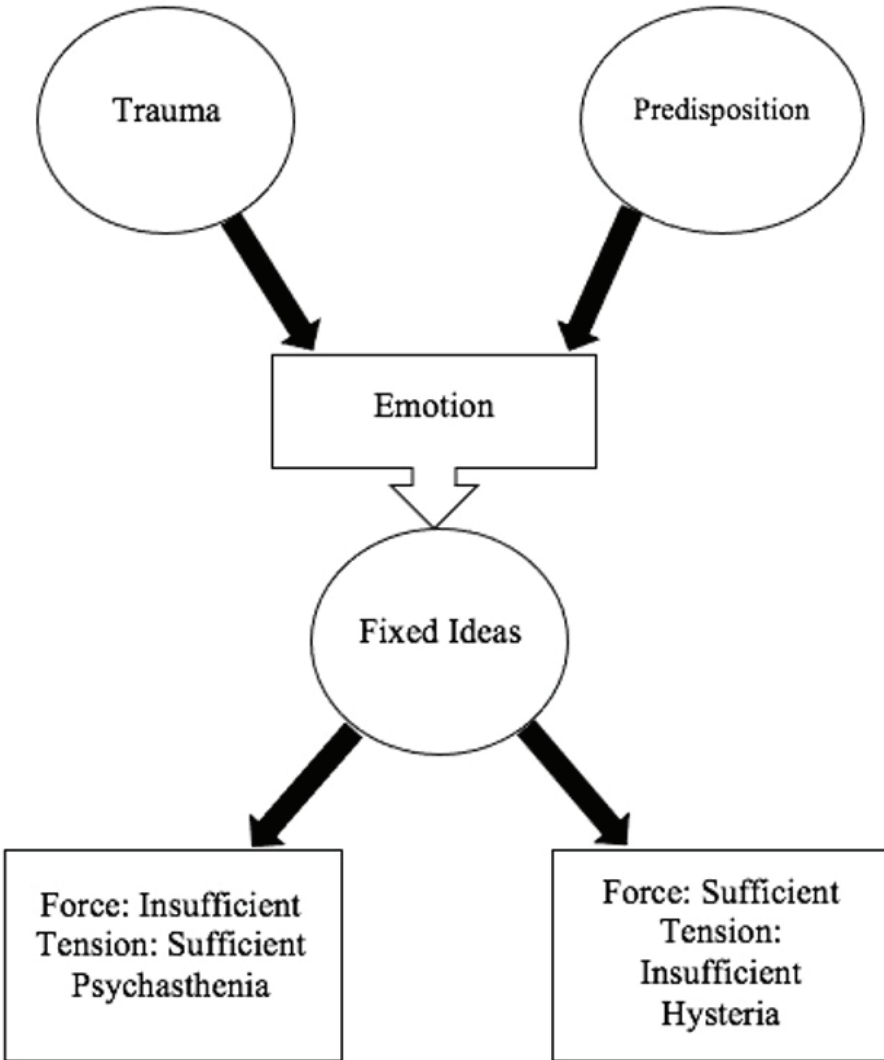 Trauma
Predisposition
Emotion
Fixed Ideas
Force: Insufficient
Tension: Sufficient
Psychasthenia
Force: Sufficient
Tension:
Insufficient
Hysteria